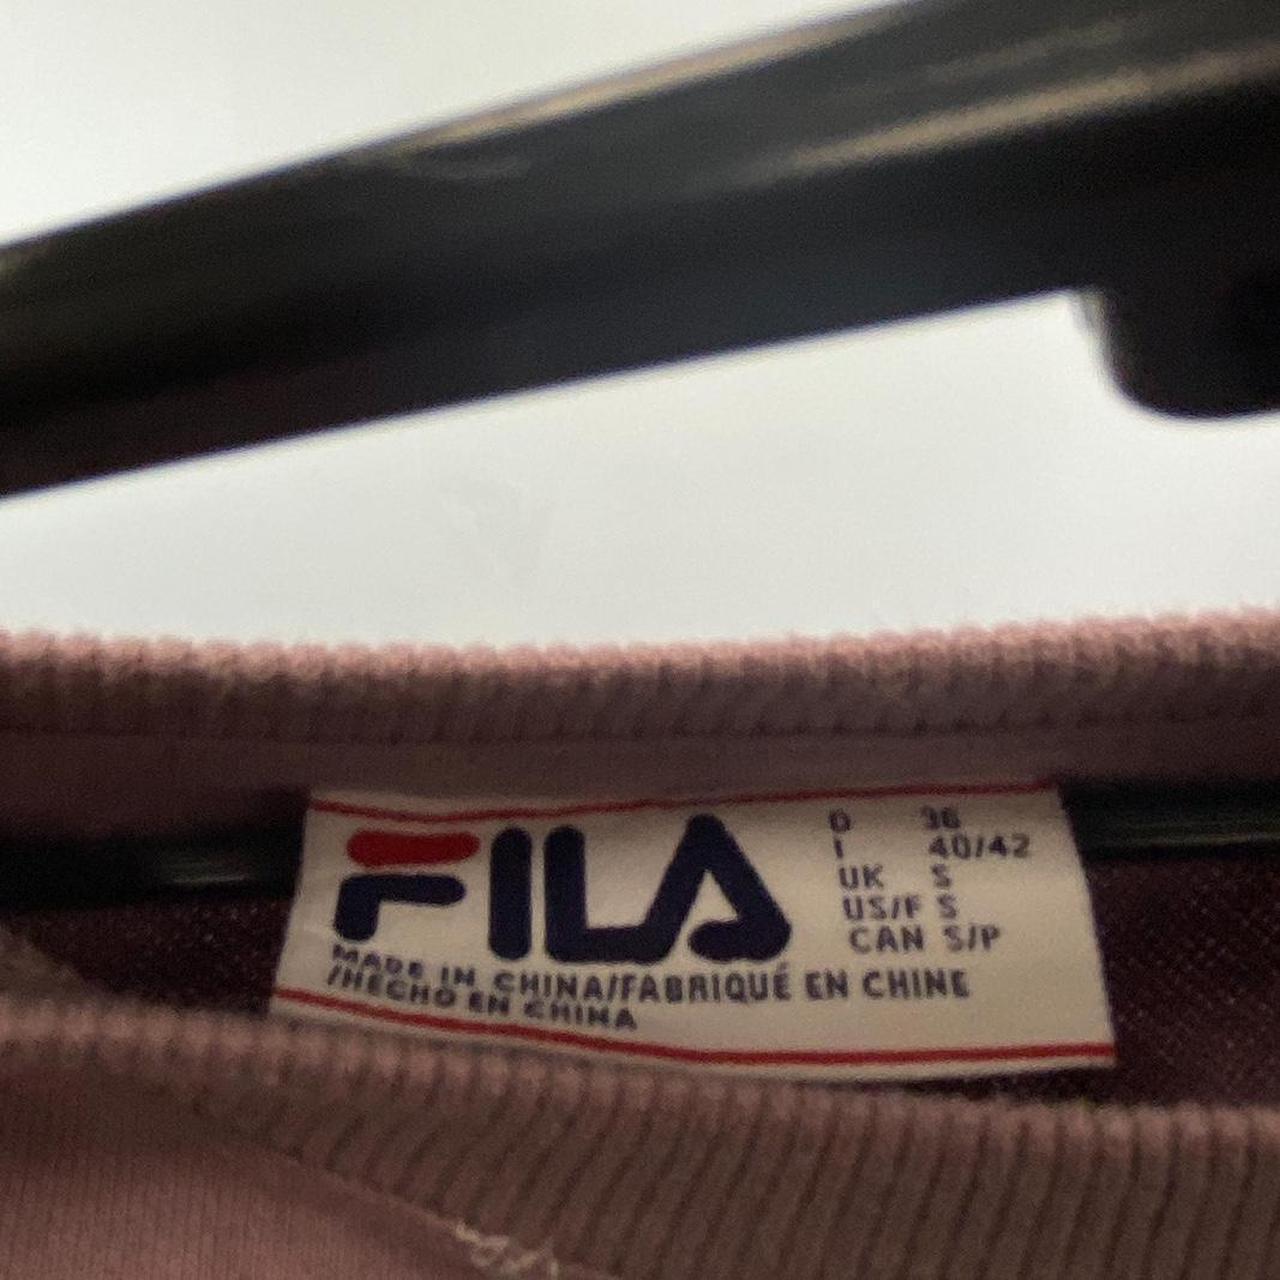 FILA
D 36
I 40/42
UK S
US/F S
CAN S/P
MADE IN CHINA/FABRIQUÉ EN CHINE
/HECHO EN CHINA